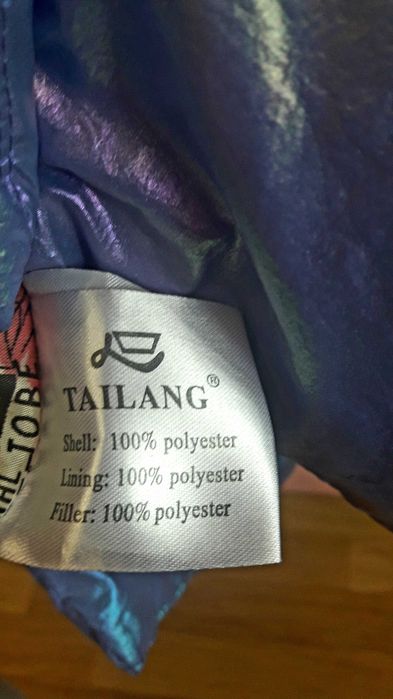 TAILANG®
Shell: 100% polyester
Lining: 100% polyester
Filler: 100% polyester